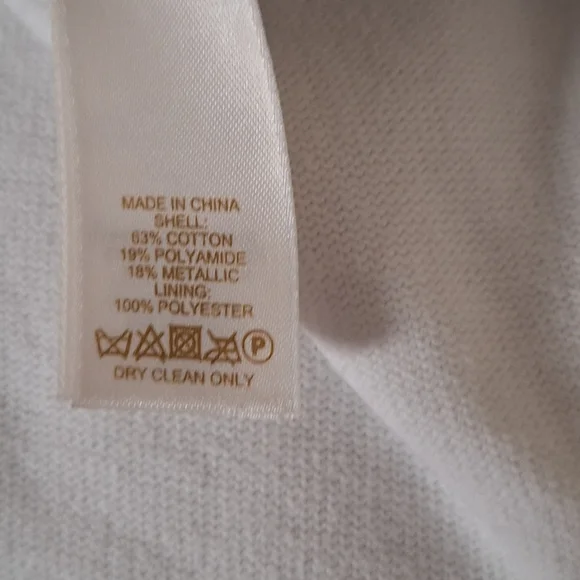 MADE IN CHINA
SHELL:
63% COTTON
19% POLYAMIDE
18% METALLIC
LINING:
100% POLYESTER
P
DRY CLEAN ONLY